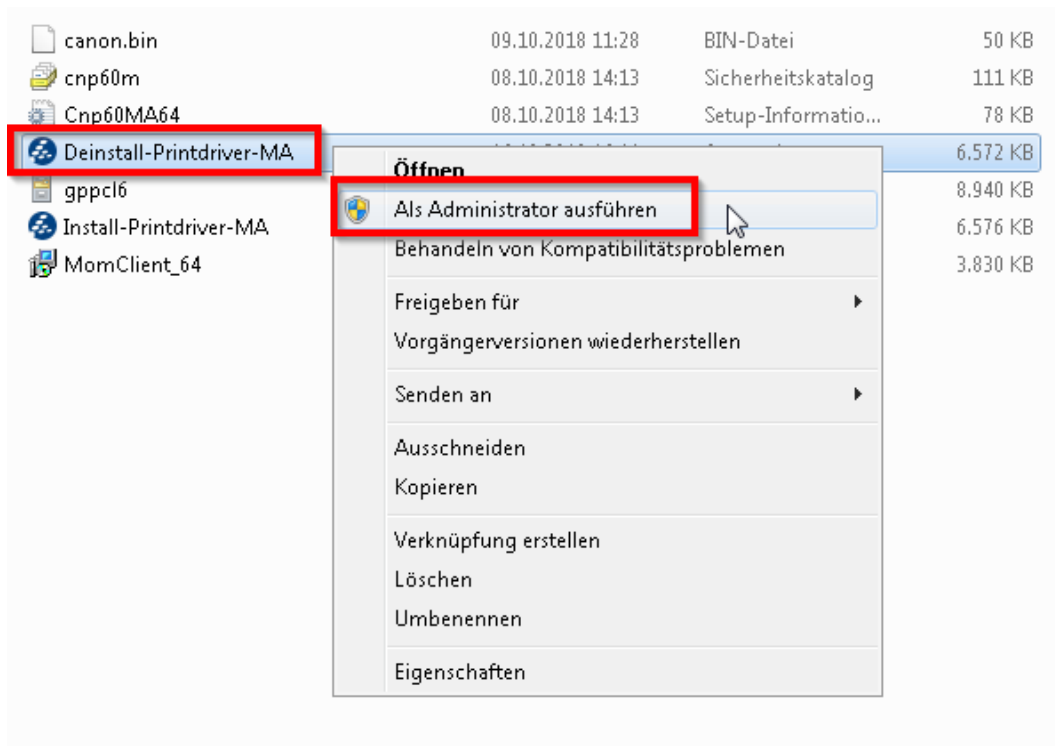 canon.bin 09.10.2018 11:28 BIN-Datei 50 KB
cnp60m 08.10.2018 14:13 Sicherheitskatalog 111 KB
Cnp60MA64 08.10.2018 14:13 Setup-Informatio... 78 KB
Deinstall-Printdriver-MA 6.572 KB
gppcl6 8.940 KB
Install-Printdriver-MA 6.576 KB
MomClient_64 3.830 KB
Öffnen
Als Administrator ausführen
Behandeln von Kompatibilitätsproblemen
Freigeben für
Vorgängerversionen wiederherstellen
Senden an
Ausschneiden
Kopieren
Verknüpfung erstellen
Löschen
Umbenennen
Eigenschaften